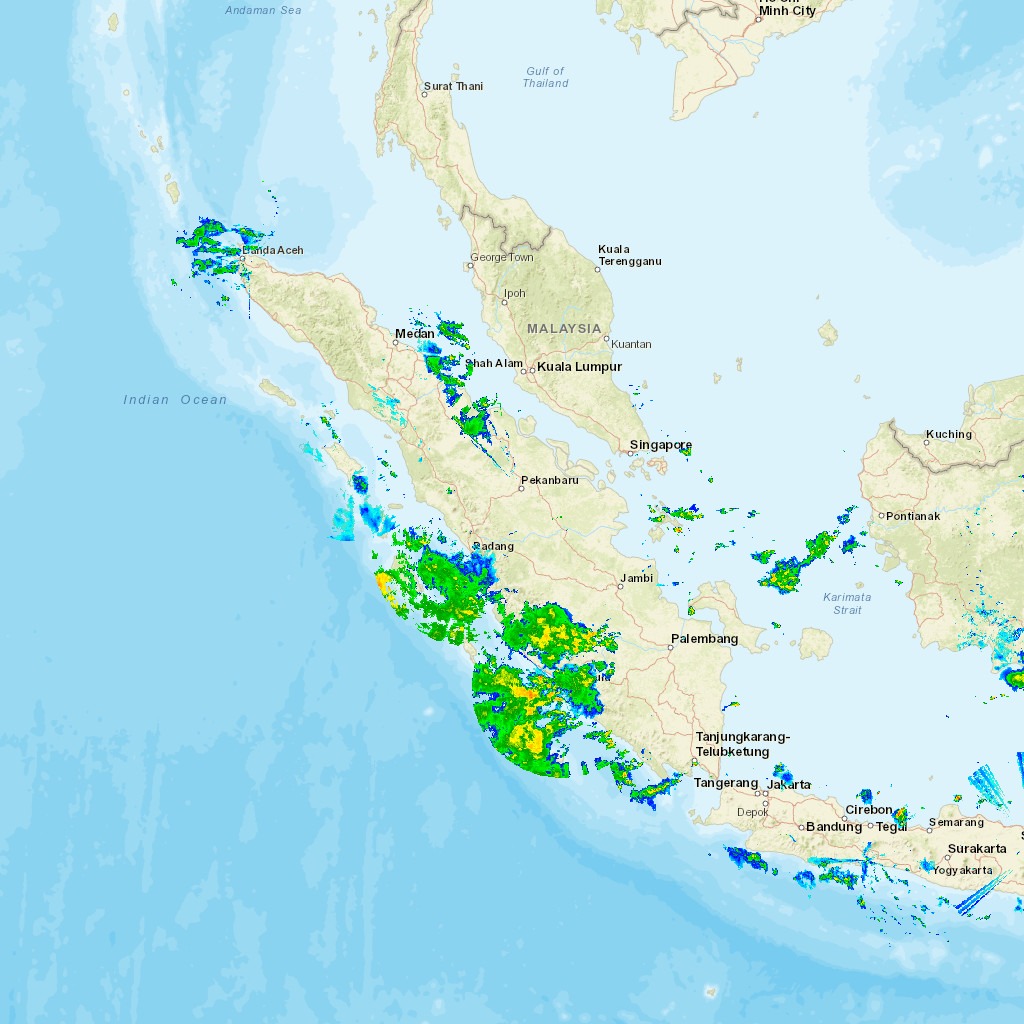 Andaman Sea
Minh City
Gulf of
Thailand
Surat Thani
Banda Aceh
George Town
Kuala
Terengganu
Ipoh
MALAYSIA
Medan
Kuantan
Shah Alam
Kuala Lumpur
Indian Ocean
Kuching
Singapore
Pekanbaru
Pontianak
Padang
Jambi
Karimata
Strait
Palembang
Tanjungkarang-
Telubketung
Tangerang
Jakarta
Depok
Cirebon
Bandung
Tegal
Semarang
Surakarta
Yogyakarta